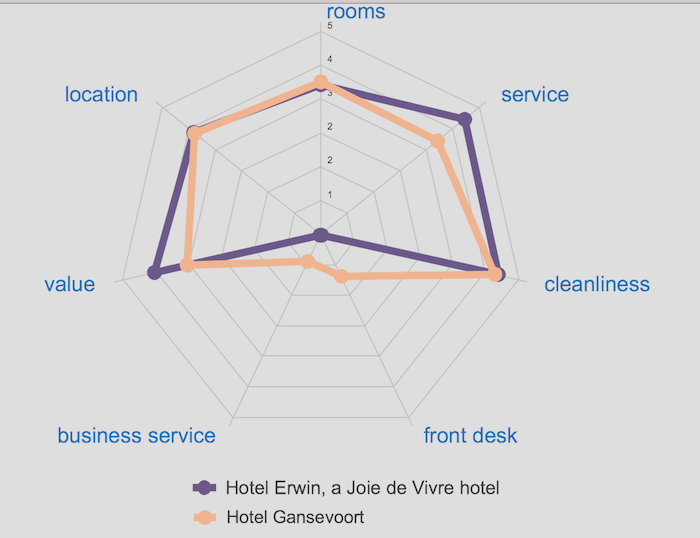 rooms
5
4
3
2
2
1
location
service
value
cleanliness
business service
front desk
Hotel Erwin, a Joie de Vivre hotel
Hotel Gansevoort